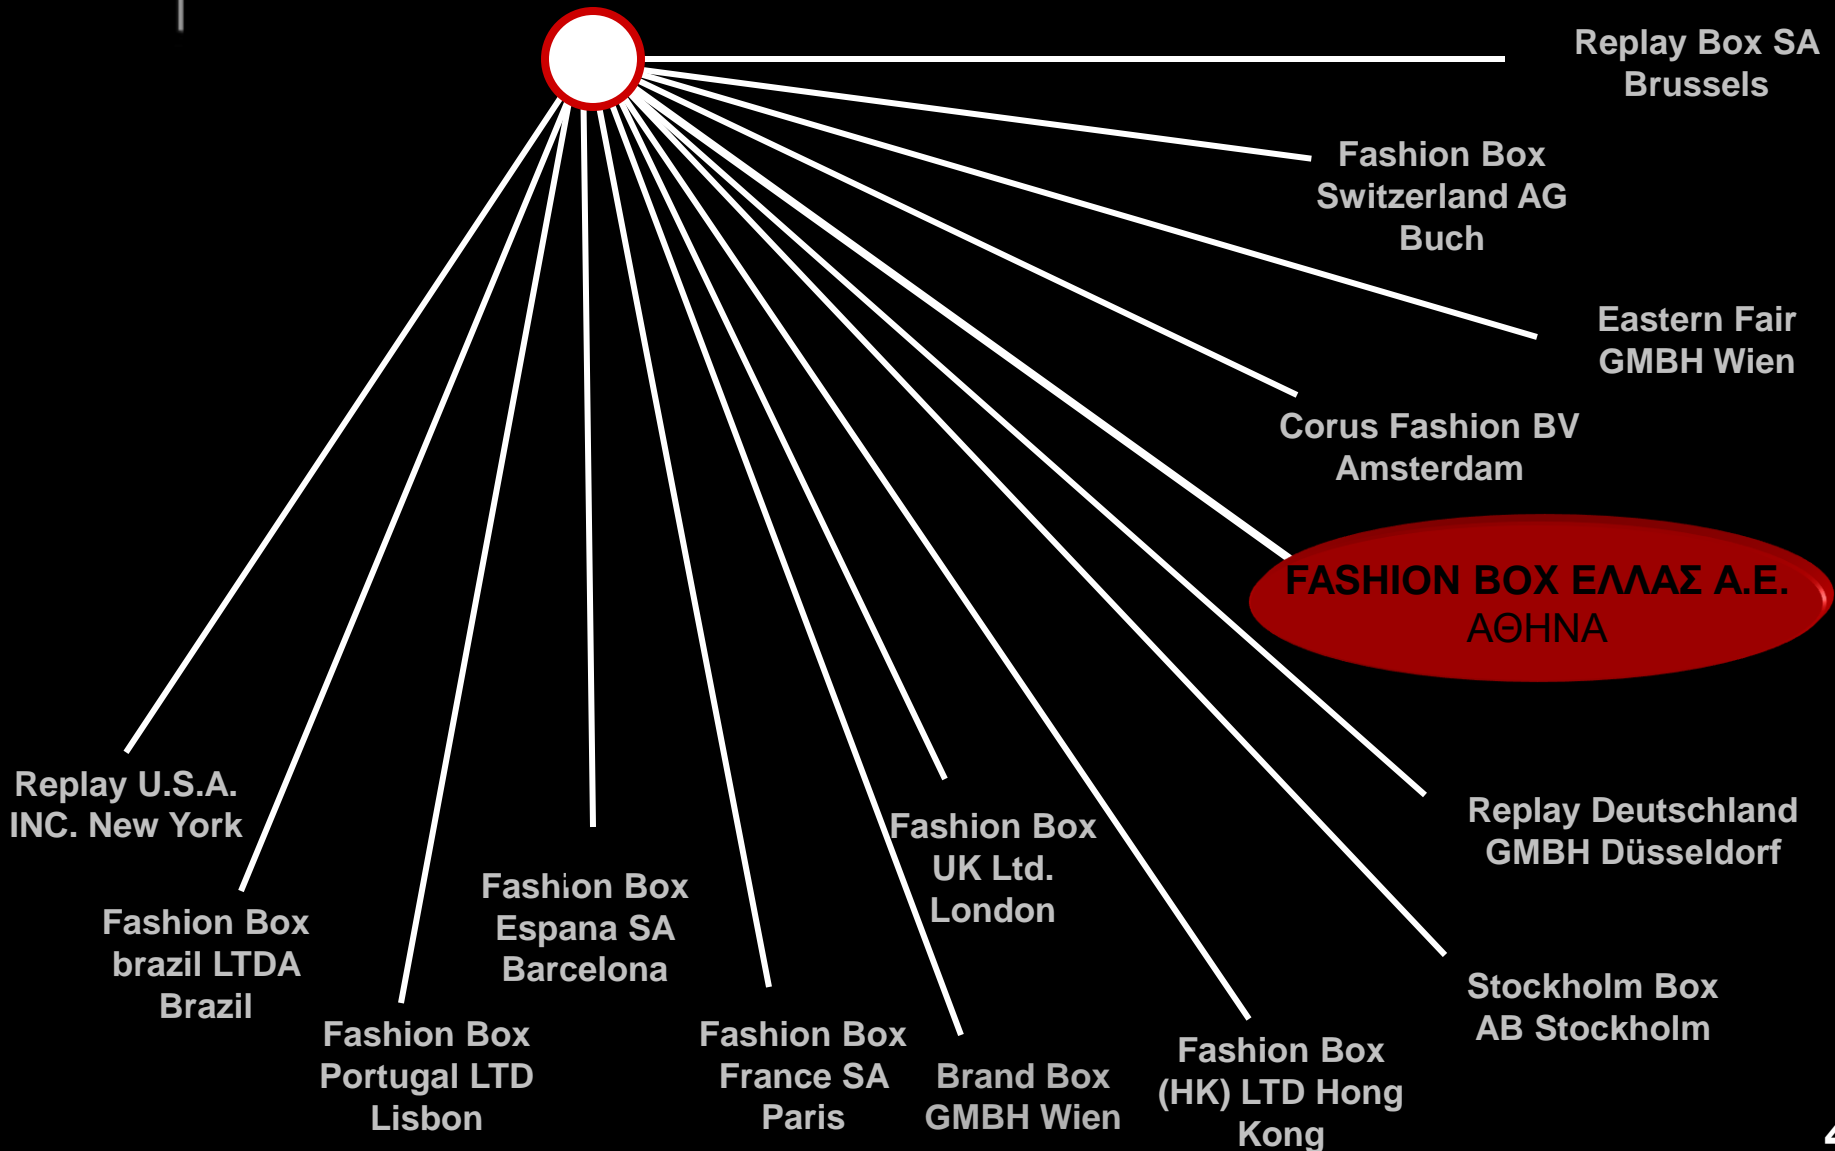 Replay Box SA
Brussels
Fashion Box
Switzerland AG
Buch
Eastern Fair
GMBH Wien
Corus Fashion BV
Amsterdam
FASHION BOX ΕΛΛΑΣ Α.Ε.
ΑΘΗΝΑ
Replay U.S.A.
INC. New York
Replay Deutschland
GMBH Düsseldorf
Fashion Box
UK Ltd.
London
Fashion Box
Espana SA
Barcelona
Fashion Box
brazil LTDA
Brazil
Stockholm Box
AB Stockholm
Fashion Box
Portugal LTD
Lisbon
Fashion Box
France SA
Paris
Brand Box
GMBH Wien
Fashion Box
(HK) LTD Hong
Kong